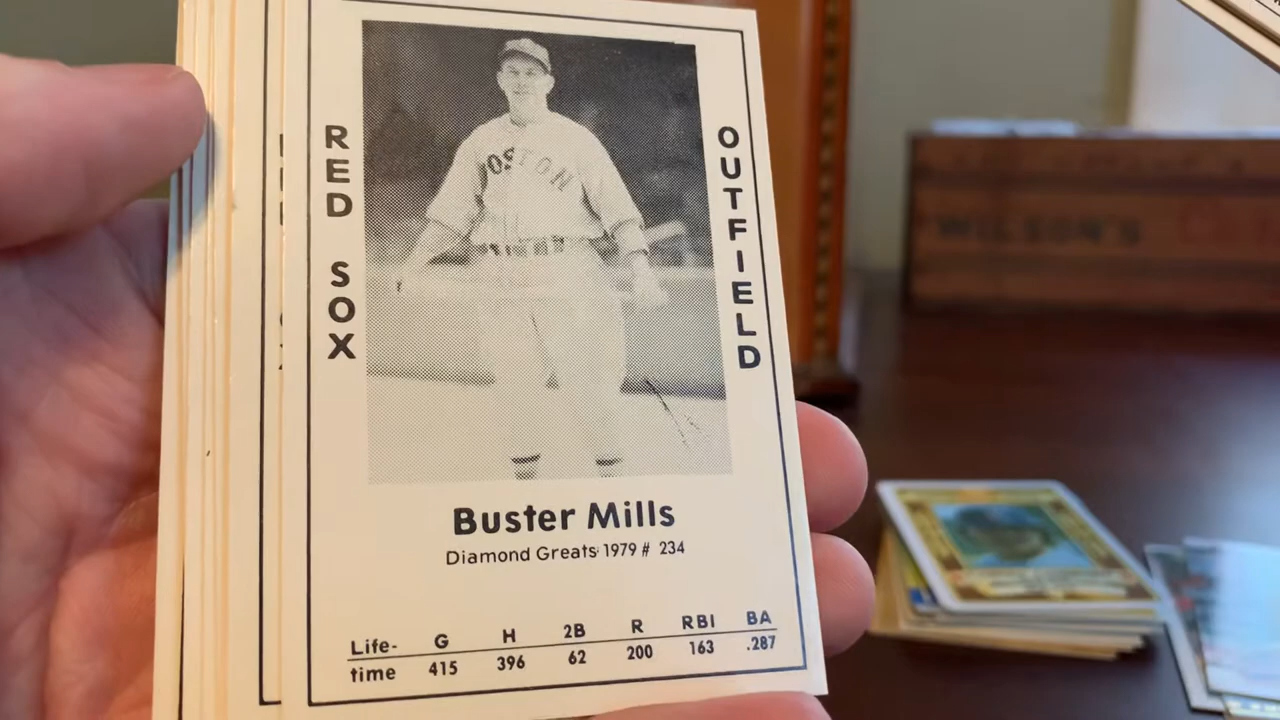 RED SOX
BOSTON
OUTFIELD
Buster Mills
Diamond Greats 1979 # 234
Life- G H 2B R RBI BA
time 415 396 62 200 163 .287
WILSON'S